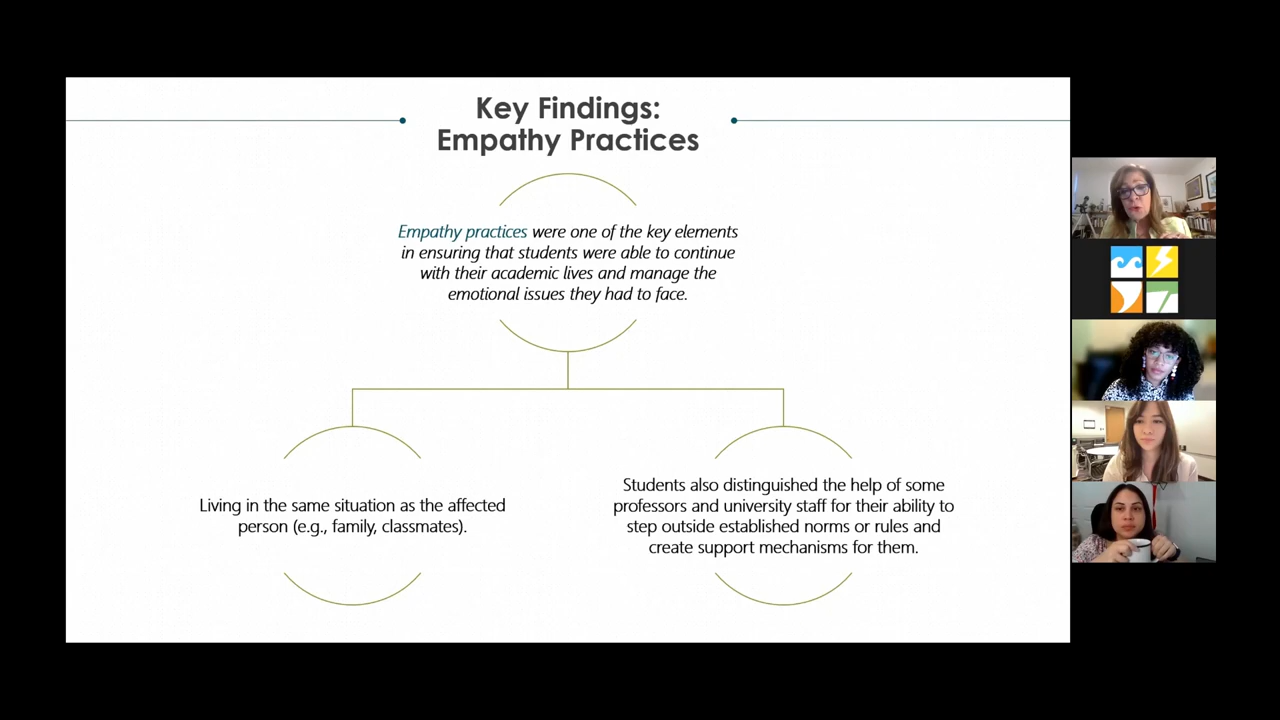 Key Findings:
Empathy Practices
Empathy practices were one of the key elements
in ensuring that students were able to continue
with their academic lives and manage the
emotional issues they had to face.
Living in the same situation as the affected
person (e.g., family, classmates).
Students also distinguished the help of some
professors and university staff for their ability to
step outside established norms or rules and
create support mechanisms for them.